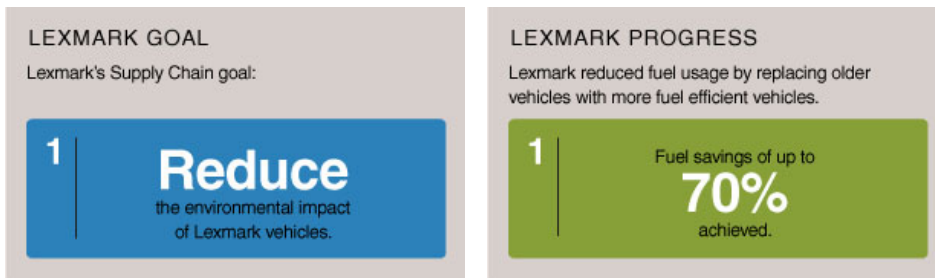 LEXMARK GOAL
Lexmark's Supply Chain goal:
1
Reduce
the environmental impact
of Lexmark vehicles.
LEXMARK PROGRESS
Lexmark reduced fuel usage by replacing older
vehicles with more fuel efficient vehicles.
1
Fuel savings of up to
70%
achieved.